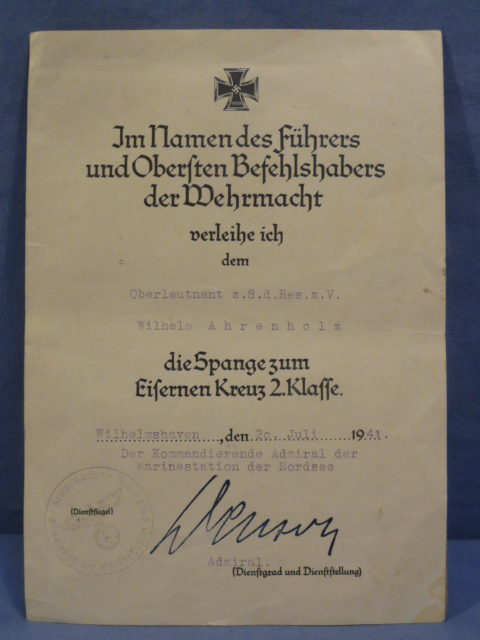 Im Namen des Führers
und Oberſten Befehlshabers
der Wehrmacht
verleihe ich
dem
Oberleutnant z.S.d.Res.z.V.
Wilhelm Ahrenholz
die Spange zum
Eiſernen Kreuz 2. Klaſſe.
Wilhelmshaven, den 20. Juli 1941.
Der Kommandierende Admiral der
Marinestation der Nordsee
(Dienſtſiegel)
Admiral.
(Dienſtgrad und Dienſtſtellung)